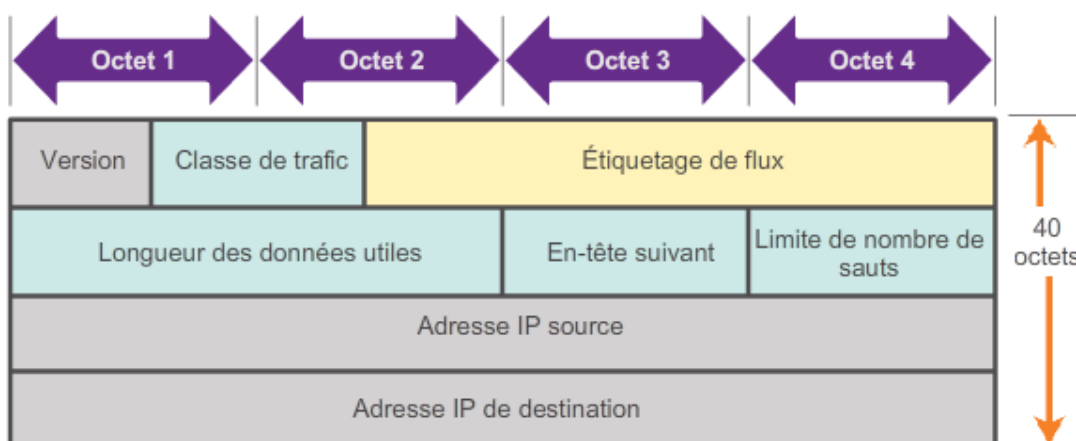 Octet 1
Octet 2
Octet 3
Octet 4
Version
Classe de trafic
Étiquetage de flux
Longueur des données utiles
En-tête suivant
Limite de nombre de
sauts
40
octets
Adresse IP source
Adresse IP de destination